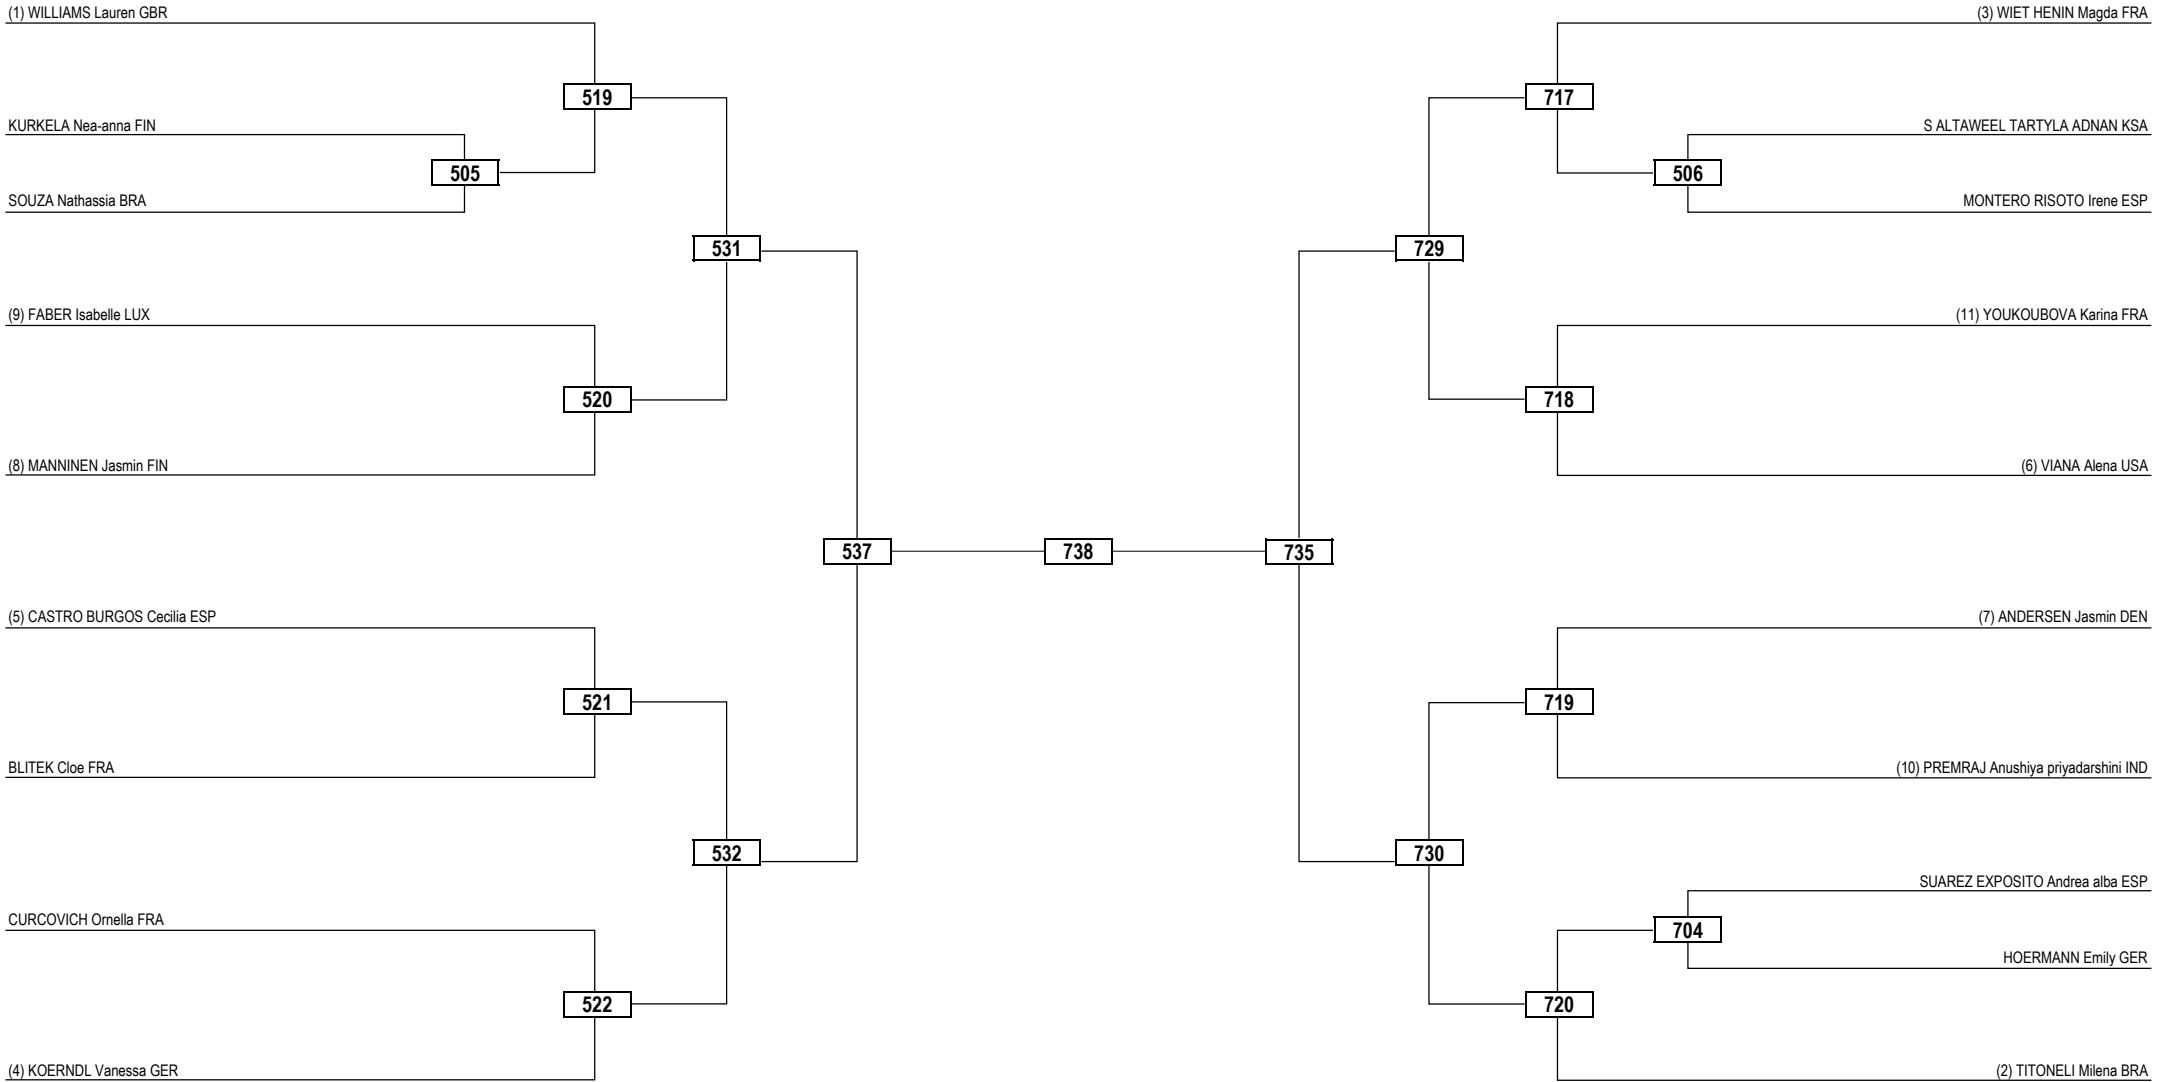 (1) WILLIAMS Lauren GBR
519
KURKELA Nea-anna FIN
505
SOUZA Nathassia BRA
531
(9) FABER Isabelle LUX
520
(8) MANNINEN Jasmin FIN
537
738
735
(5) CASTRO BURGOS Cecilia ESP
521
BLITEK Cloe FRA
532
CURCOVICH Ornella FRA
522
(4) KOERNDL Vanessa GER
(3) WIET HENIN Magda FRA
717
S ALTAWEEL TARTYLA ADNAN KSA
506
MONTERO RISOTO Irene ESP
729
(11) YOUKOUBOVA Karina FRA
718
(6) VIANA Alena USA
(7) ANDERSEN Jasmin DEN
719
(10) PREMRAJ Anushiya priyadarshini IND
730
SUAREZ EXPOSITO Andrea alba ESP
704
HOERMANN Emily GER
720
(2) TITONELI Milena BRA